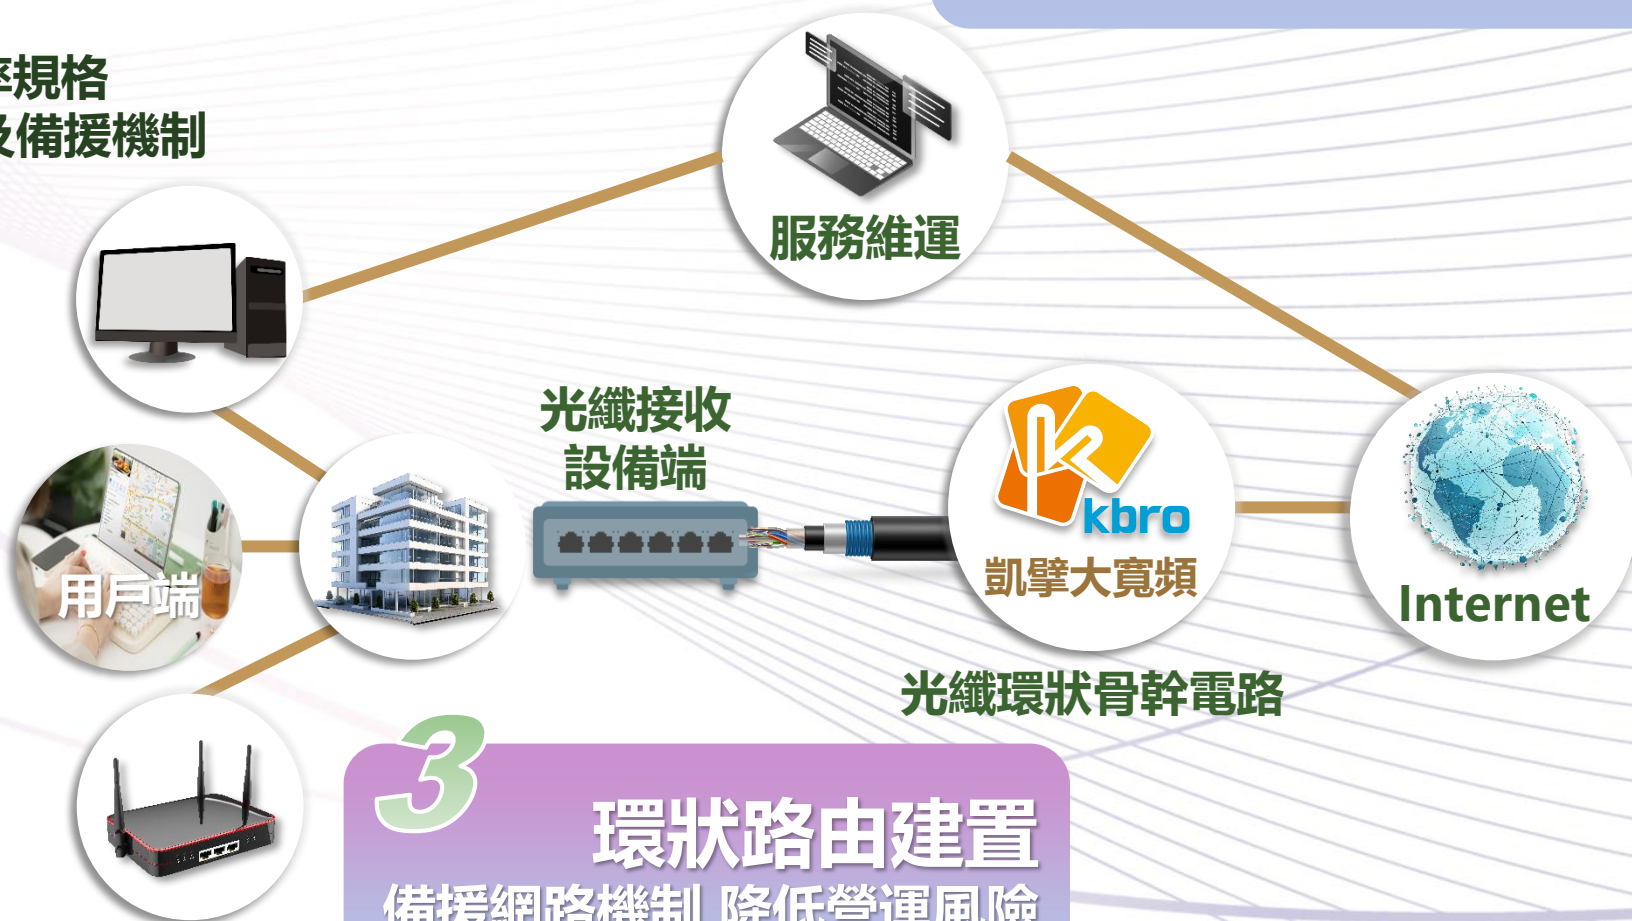 率規格
及備援機制
服務維運
光纖接收
設備端
kbro
凱擘大寬頻
Internet
用戶端
光纖環狀骨幹電路
3
環狀路由建置
備援網路機制 降低營運風險